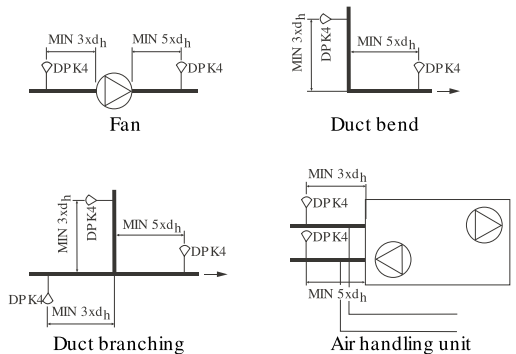 MIN 3xdh
MIN 5xdh
DPK4
DPK4
Fan
MIN 3xdh
DPK4
MIN 5xdh
DPK4
Duct bend
MIN 3xdh
DPK4
MIN 5xdh
DPK4
DPK4
MIN 3xdh
Duct branching
MIN 3xdh
DPK4
DPK4
MIN 5xdh
Air handling unit